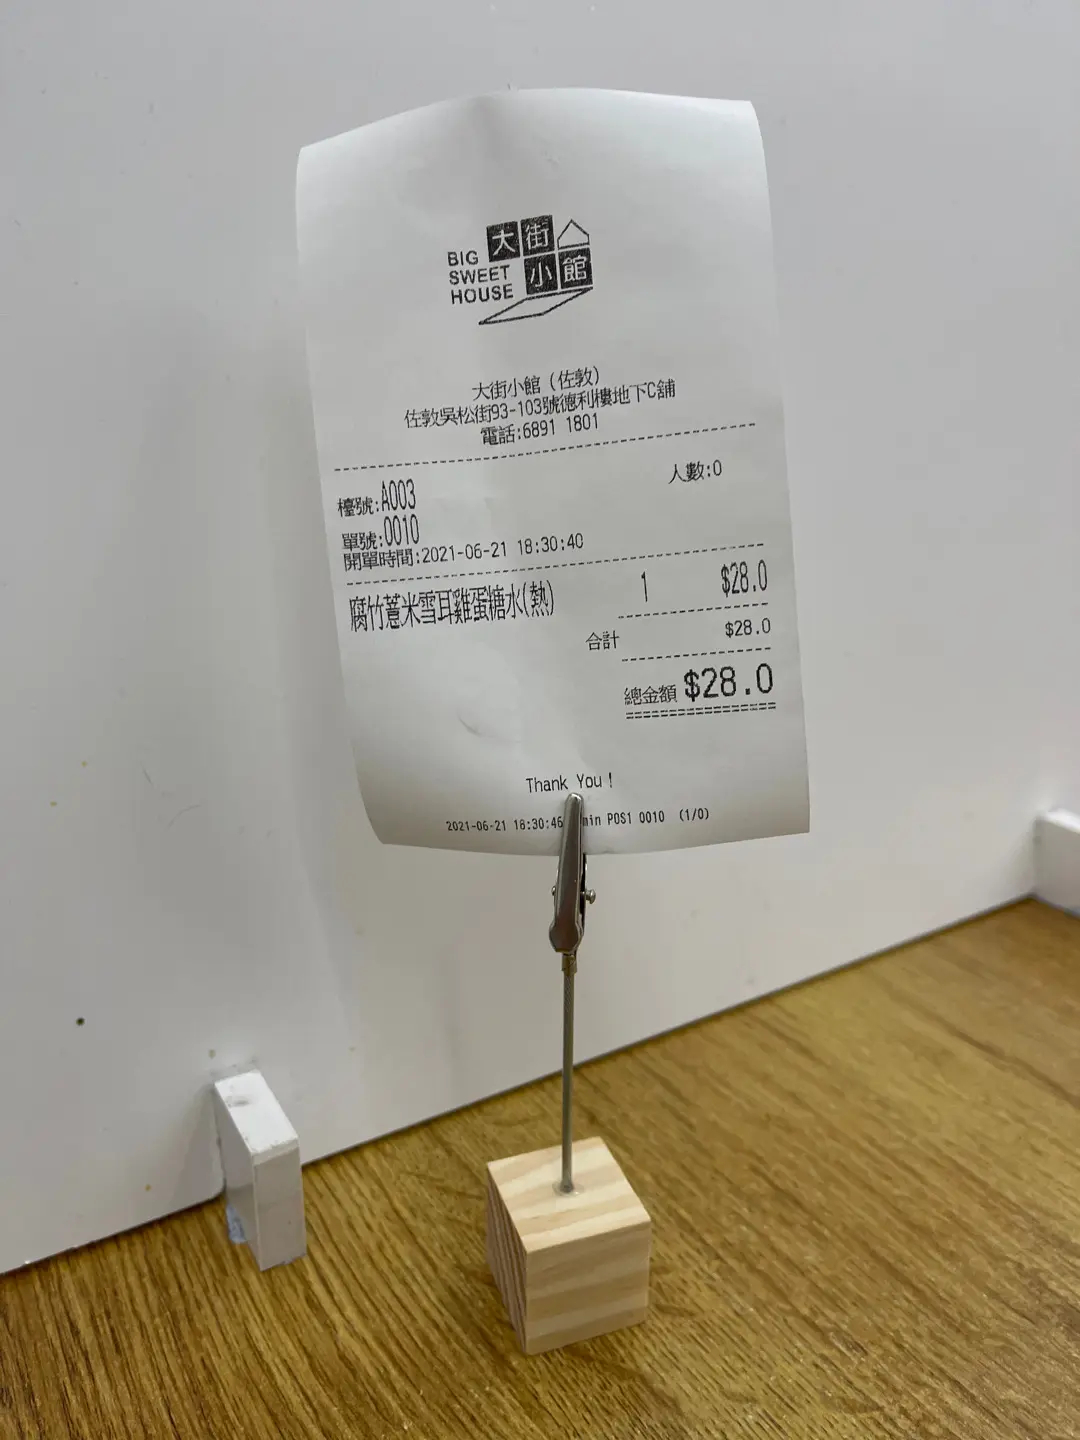 BIG
SWEET
HOUSE
大街
小館
大街小館（佐敦）
佐敦吳松街93-103號德利樓地下C舖
電話:6891 1801
人數:0
檯號:A003
單號:0010
開單時間:2021-06-21 18:30:40
腐竹薏米雪耳雞蛋糖水(熱) 1 $28.0
合計 $28.0
總金額 $28.0
Thank You !
2021-06-21 18:30:46 min POS1 0010 (1/0)